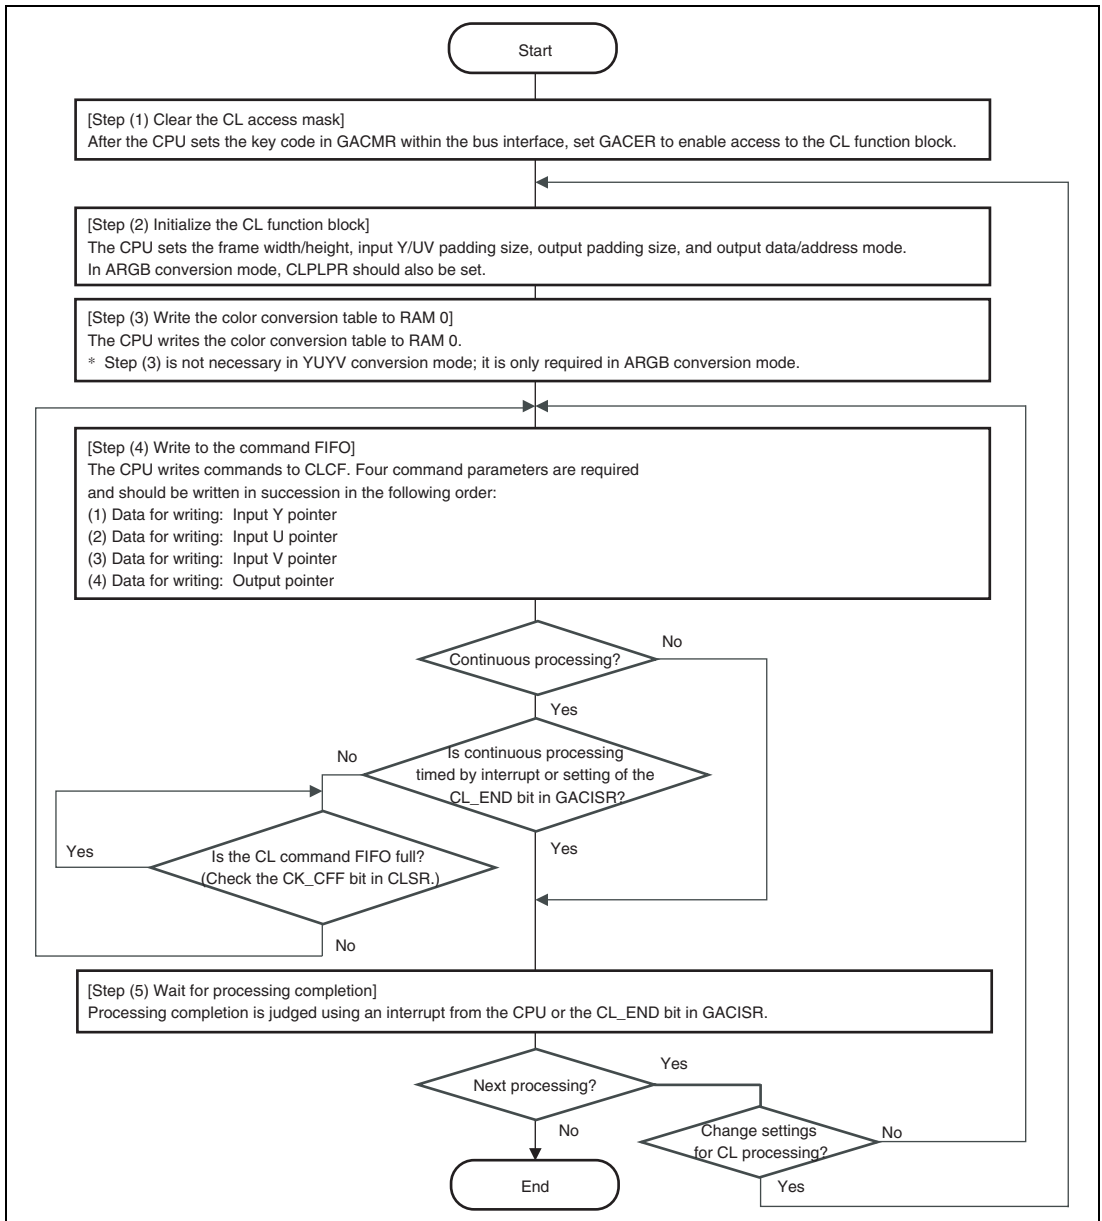 Start
[Step (1) Clear the CL access mask]
After the CPU sets the key code in GACMR within the bus interface, set GACER to enable access to the CL function block.
[Step (2) Initialize the CL function block]
The CPU sets the frame width/height, input Y/UV padding size, output padding size, and output data/address mode.
In ARGB conversion mode, CLPLPR should also be set.
[Step (3) Write the color conversion table to RAM 0]
The CPU writes the color conversion table to RAM 0.
* Step (3) is not necessary in YUYV conversion mode; it is only required in ARGB conversion mode.
[Step (4) Write to the command FIFO]
The CPU writes commands to CLCF. Four command parameters are required
and should be written in succession in the following order:
(1) Data for writing: Input Y pointer
(2) Data for writing: Input U pointer
(3) Data for writing: Input V pointer
(4) Data for writing: Output pointer
No
Continuous processing?
Yes
No
Is continuous processing
timed by interrupt or setting of the
CL_END bit in GACISR?
Yes
Yes
Is the CL command FIFO full?
(Check the CK_CFF bit in CLSR.)
No
[Step (5) Wait for processing completion]
Processing completion is judged using an interrupt from the CPU or the CL_END bit in GACISR.
Yes
Next processing?
No
Change settings
for CL processing?
No
Yes
End